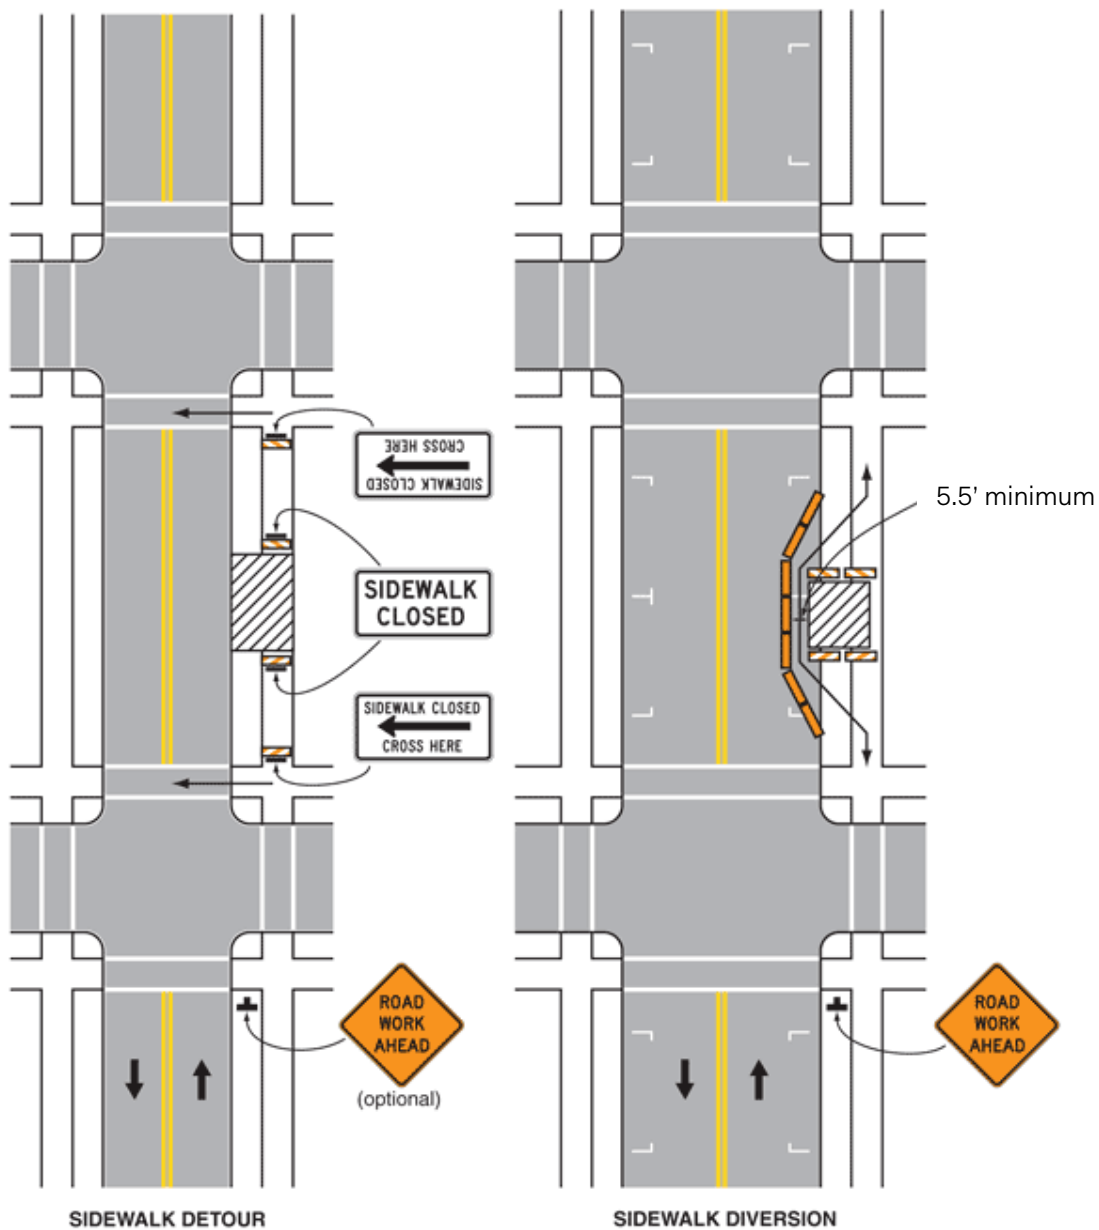 CROSS HERE
SIDEWALK CLOSED
5.5' minimum
SIDEWALK
CLOSED
SIDEWALK CLOSED
CROSS HERE
ROAD
WORK
AHEAD
(optional)
ROAD
WORK
AHEAD
SIDEWALK DETOUR
SIDEWALK DIVERSION